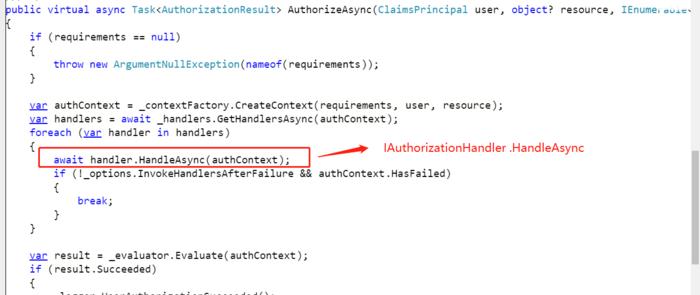 public virtual async Task<AuthorizationResult> AuthorizeAsync(ClaimsPrincipal user, object? resource, IEnumerable<
{
if (requirements == null)
{
throw new ArgumentNullException(nameof(requirements));
}
var authContext = _contextFactory.CreateContext(requirements, user, resource);
var handlers = await _handlers.GetHandlersAsync(authContext);
foreach (var handler in handlers)
{
await handler.HandleAsync(authContext);
IAuthorizationHandler .HandleAsync
if (!_options.InvokeHandlersAfterFailure && authContext.HasFailed)
{
break;
}
}
var result = _evaluator.Evaluate(authContext);
if (result.Succeeded)
{